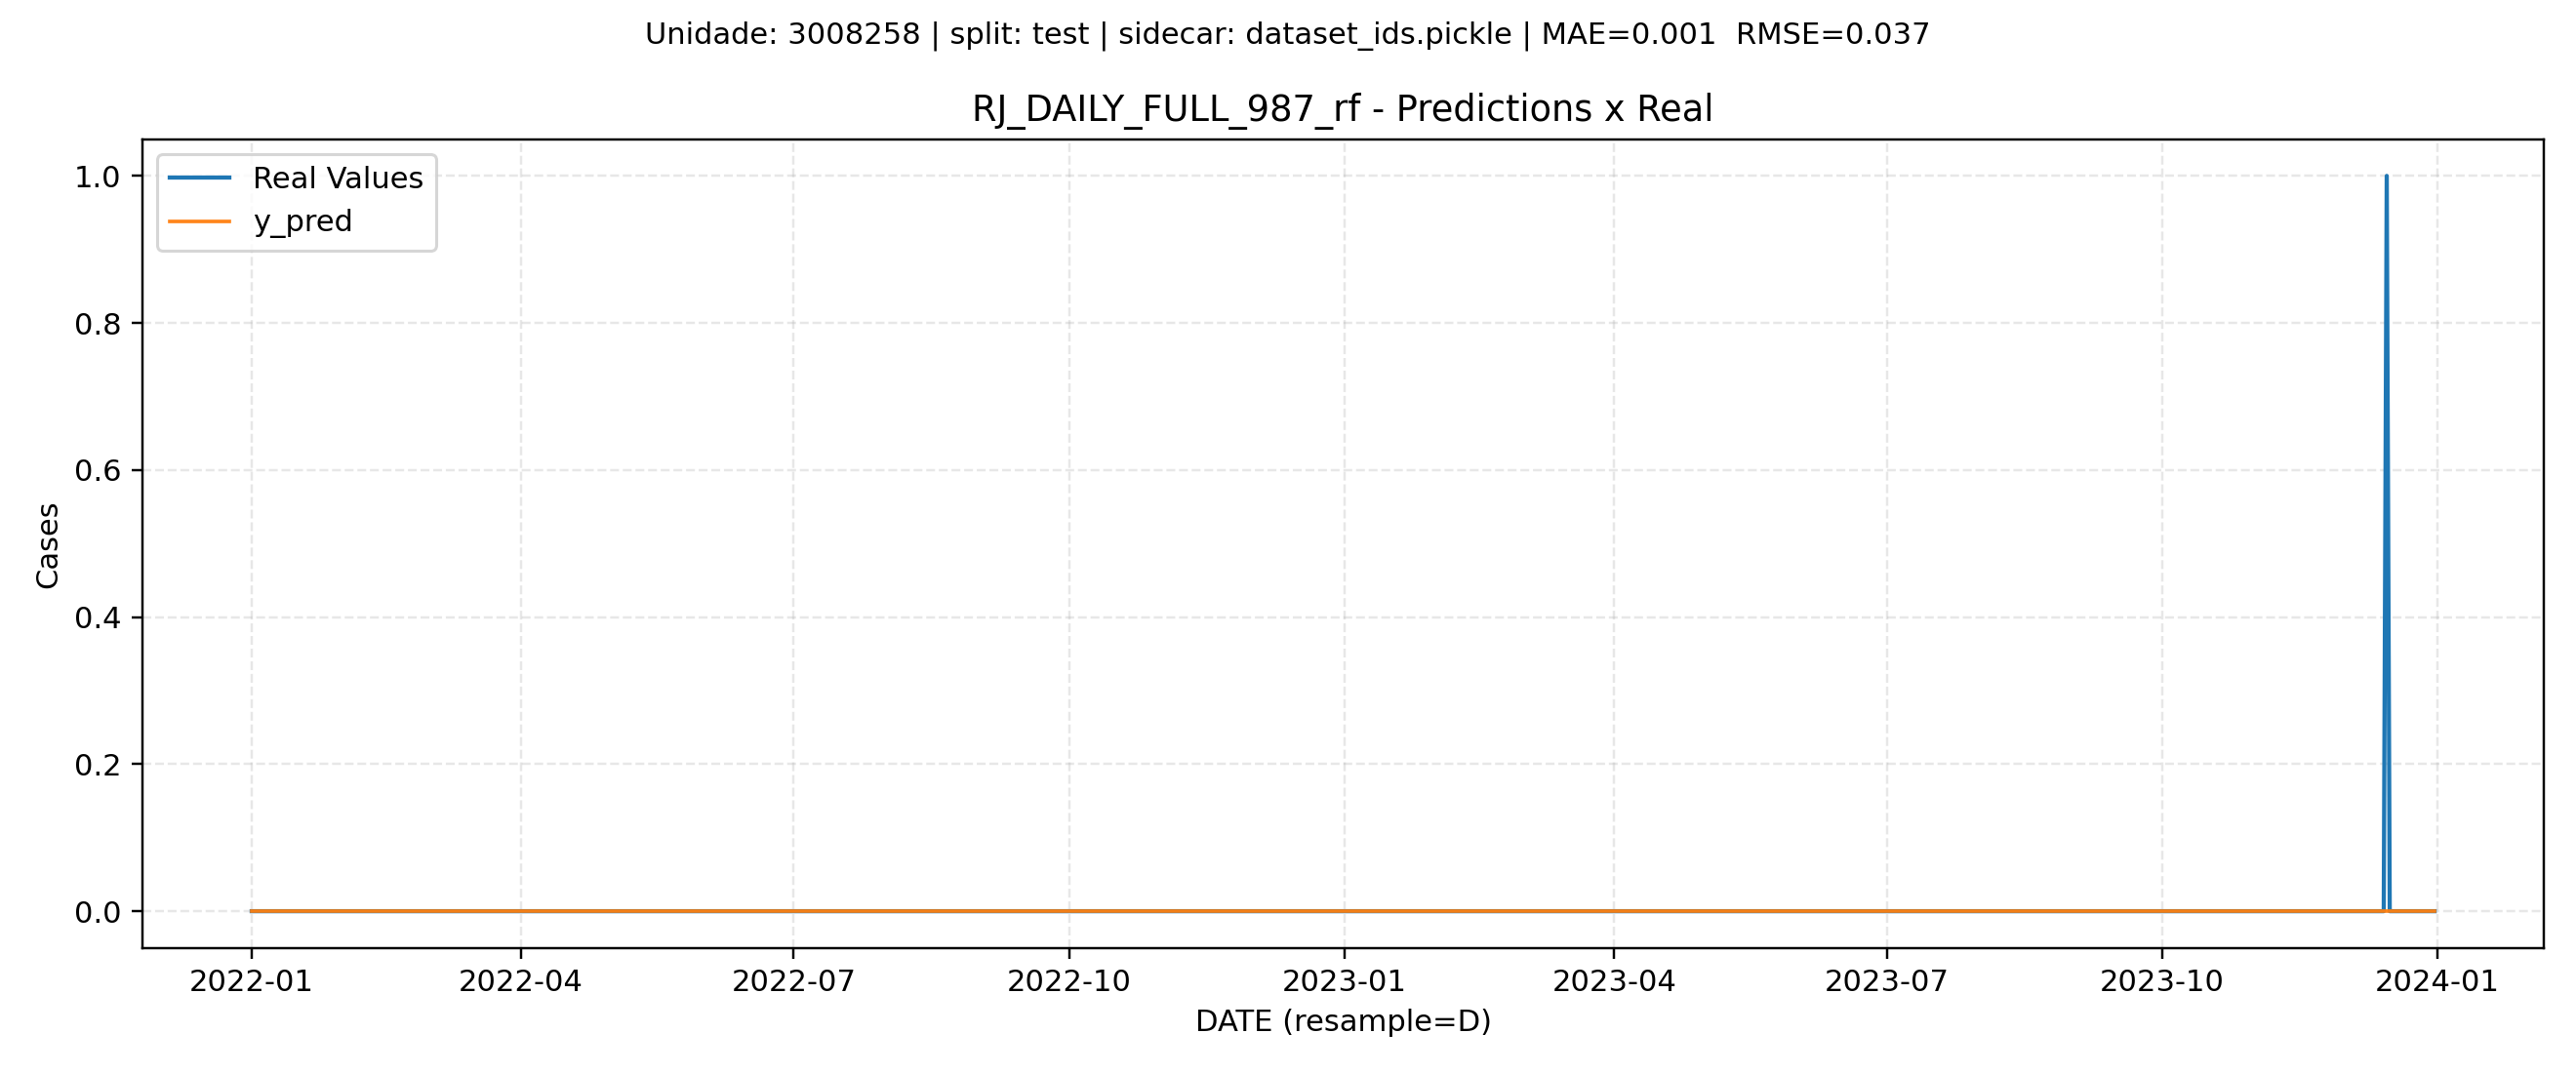 Unidade: 3008258 | split: test | sidecar: dataset_ids.pickle | MAE=0.001  RMSE=0.037
RJ_DAILY_FULL_987_rf - Predictions x Real
Real Values
y_pred
1.0
0.8
0.6
0.4
0.2
0.0
Cases
2022-01 2022-04 2022-07 2022-10 2023-01 2023-04 2023-07 2023-10 2024-01
DATE (resample=D)